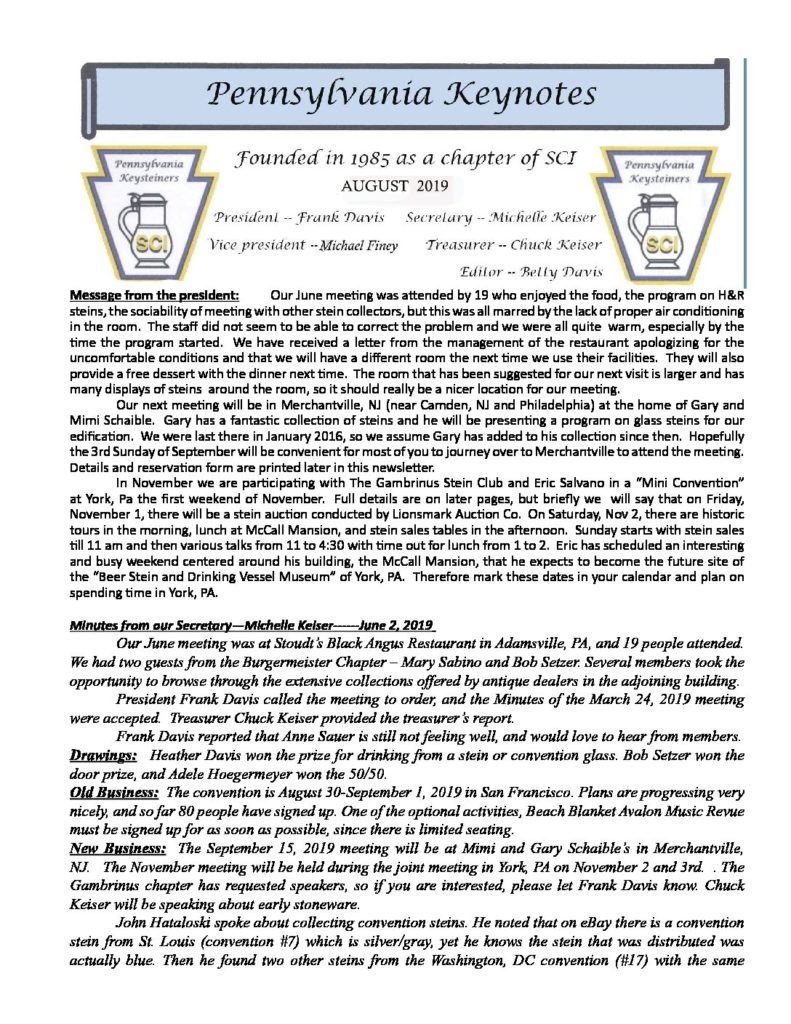 Pennsylvania Keynotes
Founded in 1985 as a chapter of SCI
AUGUST 2019
Pennsylvania
Keysteiners
SCI
Pennsylvania
Keysteiners
SCI
President -- Frank Davis Secretary -- Michelle Keiser
Vice president -- Michael Finey Treasurer -- Chuck Keiser
Editor -- Betty Davis
Message from the president: Our June meeting was attended by 19 who enjoyed the food, the program on H&R
steins, the sociability of meeting with other stein collectors, but this was all marred by the lack of proper air conditioning
in the room. The staff did not seem to be able to correct the problem and we were all quite warm, especially by the
time the program started. We have received a letter from the management of the restaurant apologizing for the
uncomfortable conditions and that we will have a different room the next time we use their facilities. They will also
provide a free dessert with the dinner next time. The room that has been suggested for our next visit is larger and has
many displays of steins around the room, so it should really be a nicer location for our meeting.
Our next meeting will be in Merchantville, NJ (near Camden, NJ and Philadelphia) at the home of Gary and
Mimi Schaible. Gary has a fantastic collection of steins and he will be presenting a program on glass steins for our
edification. We were last there in January 2016, so we assume Gary has added to his collection since then. Hopefully
the 3rd Sunday of September will be convenient for most of you to journey over to Merchantville to attend the meeting.
Details and reservation form are printed later in this newsletter.
In November we are participating with The Gambrinus Stein Club and Eric Salvano in a “Mini Convention”
at York, Pa the first weekend of November. Full details are on later pages, but briefly we will say that on Friday,
November 1, there will be a stein auction conducted by Lionsmark Auction Co. On Saturday, Nov 2, there are historic
tours in the morning, lunch at McCall Mansion, and stein sales tables in the afternoon. Sunday starts with stein sales
till 11 am and then various talks from 11 to 4:30 with time out for lunch from 1 to 2. Eric has scheduled an interesting
and busy weekend centered around his building, the McCall Mansion, that he expects to become the future site of
the “Beer Stein and Drinking Vessel Museum” of York, PA. Therefore mark these dates in your calendar and plan on
spending time in York, PA.
Minutes from our Secretary—Michelle Keiser------June 2, 2019
Our June meeting was at Stoudt’s Black Angus Restaurant in Adamsville, PA, and 19 people attended.
We had two guests from the Burgermeister Chapter – Mary Sabino and Bob Setzer. Several members took the
opportunity to browse through the extensive collections offered by antique dealers in the adjoining building.
President Frank Davis called the meeting to order, and the Minutes of the March 24, 2019 meeting
were accepted. Treasurer Chuck Keiser provided the treasurer’s report.
Frank Davis reported that Anne Sauer is still not feeling well, and would love to hear from members.
Drawings: Heather Davis won the prize for drinking from a stein or convention glass. Bob Setzer won the
door prize, and Adele Hoegermeyer won the 50/50.
Old Business: The convention is August 30-September 1, 2019 in San Francisco. Plans are progressing very
nicely, and so far 80 people have signed up. One of the optional activities, Beach Blanket Avalon Music Revue
must be signed up for as soon as possible, since there is limited seating.
New Business: The September 15, 2019 meeting will be at Mimi and Gary Schaible’s in Merchantville,
NJ. The November meeting will be held during the joint meeting in York, PA on November 2 and 3rd. . The
Gambrinus chapter has requested speakers, so if you are interested, please let Frank Davis know. Chuck
Keiser will be speaking about early stoneware.
John Hataloski spoke about collecting convention steins. He noted that on eBay there is a convention
stein from St. Louis (convention #7) which is silver/gray, yet he knows the stein that was distributed was
actually blue. Then he found two other steins from the Washington, DC convention (#17) with the same